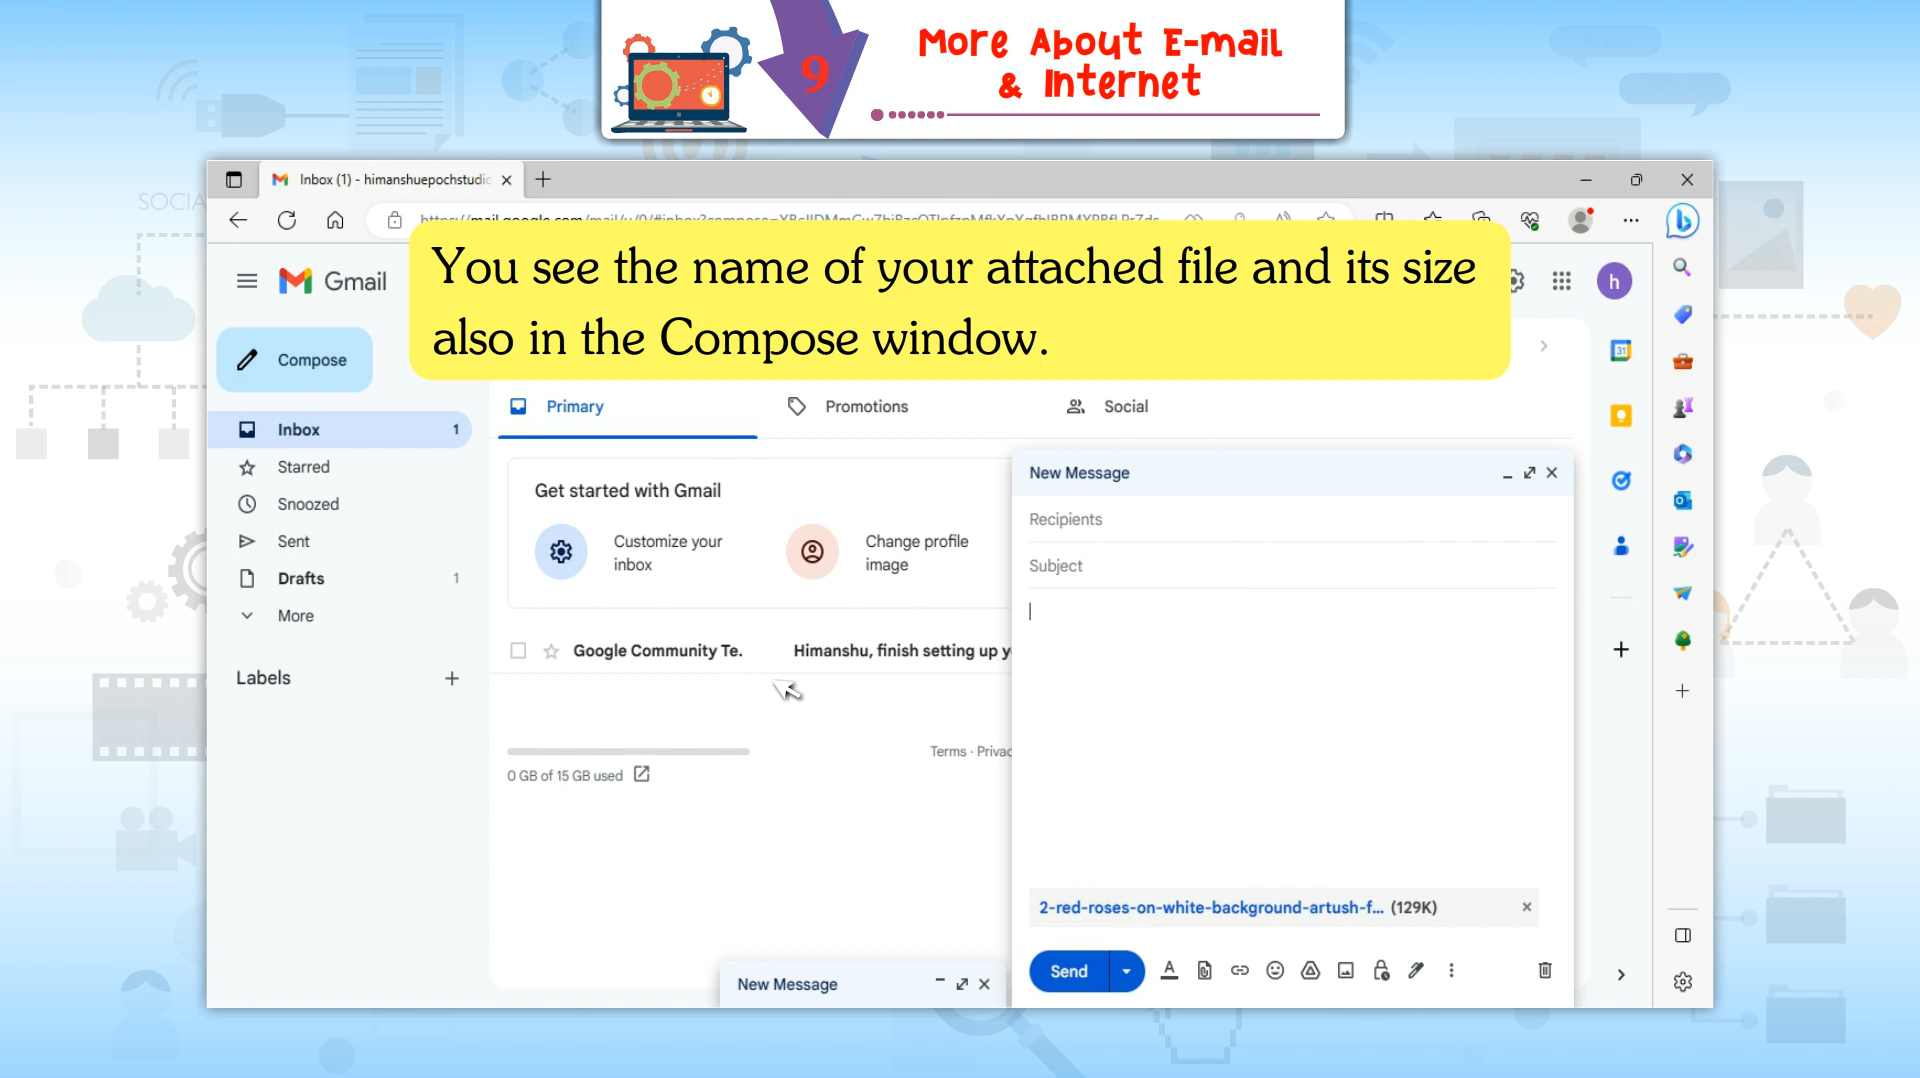 9
More About E-mail
& Internet
Inbox (1) - himanshuepochstudio
You see the name of your attached file and its size
also in the Compose window.
SOCIA
Gmail
h
Compose
Primary
Promotions
Social
Inbox 1
Starred
Snoozed
Sent
Drafts 1
More
Labels
Get started with Gmail
Customize your
inbox
Change profile
image
Google Community Te. Himanshu, finish setting up y
Terms · Privac
0 GB of 15 GB used
New Message
Recipients
Subject
2-red-roses-on-white-background-artush-f... (129K)
Send
New Message
31